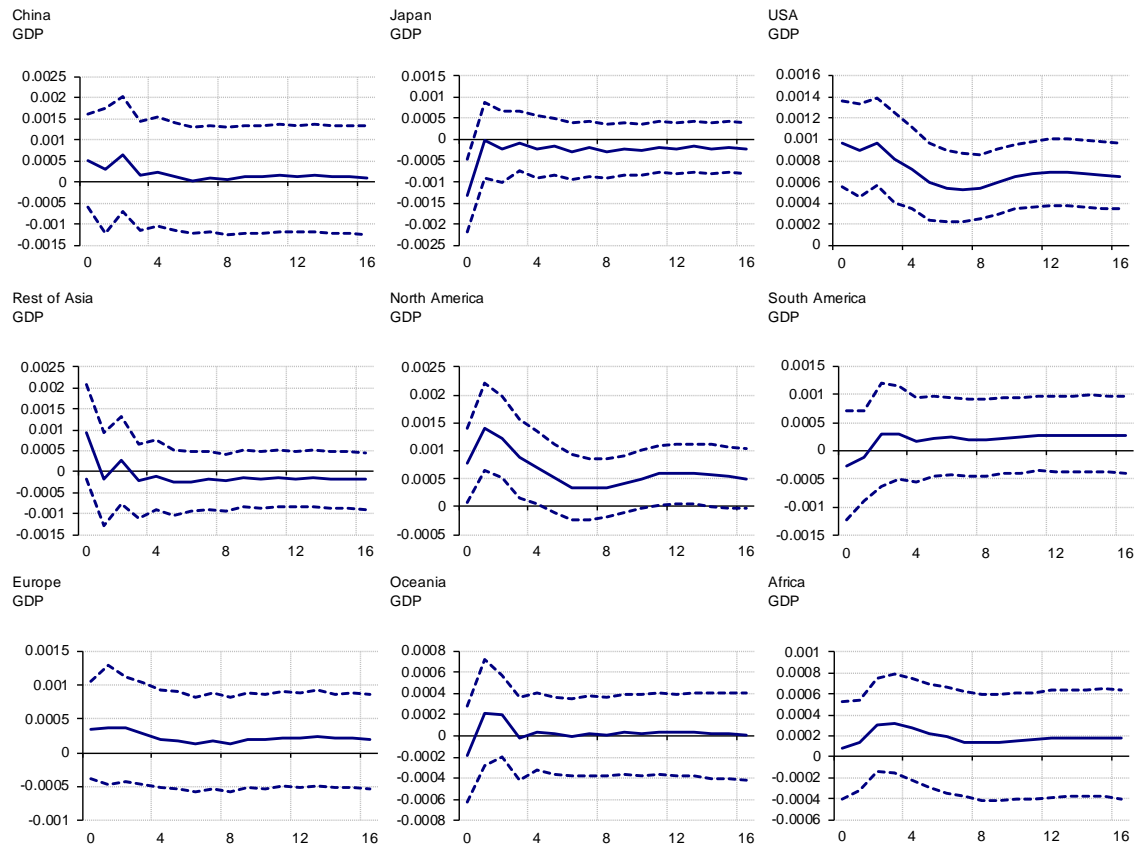 China
GDP
0.0025
0.002
0.0015
0.001
0.0005
0
-0.0005
-0.001
-0.0015
0 4 8 12 16
Japan
GDP
0.0015
0.001
0.0005
0
-0.0005
-0.001
-0.0015
-0.002
-0.0025
0 4 8 12 16
USA
GDP
0.0016
0.0014
0.0012
0.001
0.0008
0.0006
0.0004
0.0002
0
0 4 8 12 16
Rest of Asia
GDP
0.0025
0.002
0.0015
0.001
0.0005
0
-0.0005
-0.001
-0.0015
0 4 8 12 16
North America
GDP
0.0025
0.002
0.0015
0.001
0.0005
0
-0.0005
0 4 8 12 16
South America
GDP
0.0015
0.001
0.0005
0
-0.0005
-0.001
-0.0015
0 4 8 12 16
Europe
GDP
0.0015
0.001
0.0005
0
-0.0005
-0.001
0 4 8 12 16
Oceania
GDP
0.0008
0.0006
0.0004
0.0002
0
-0.0002
-0.0004
-0.0006
-0.0008
0 4 8 12 16
Africa
GDP
0.001
0.0008
0.0006
0.0004
0.0002
0
-0.0002
-0.0004
-0.0006
0 4 8 12 16